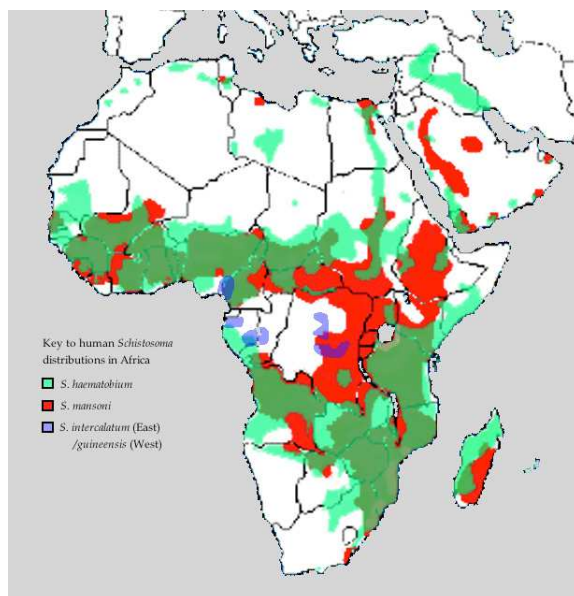 Key to human Schistosoma
distributions in Africa
S. haematobium
S. mansoni
S. intercalatum (East)
/guineensis (West)